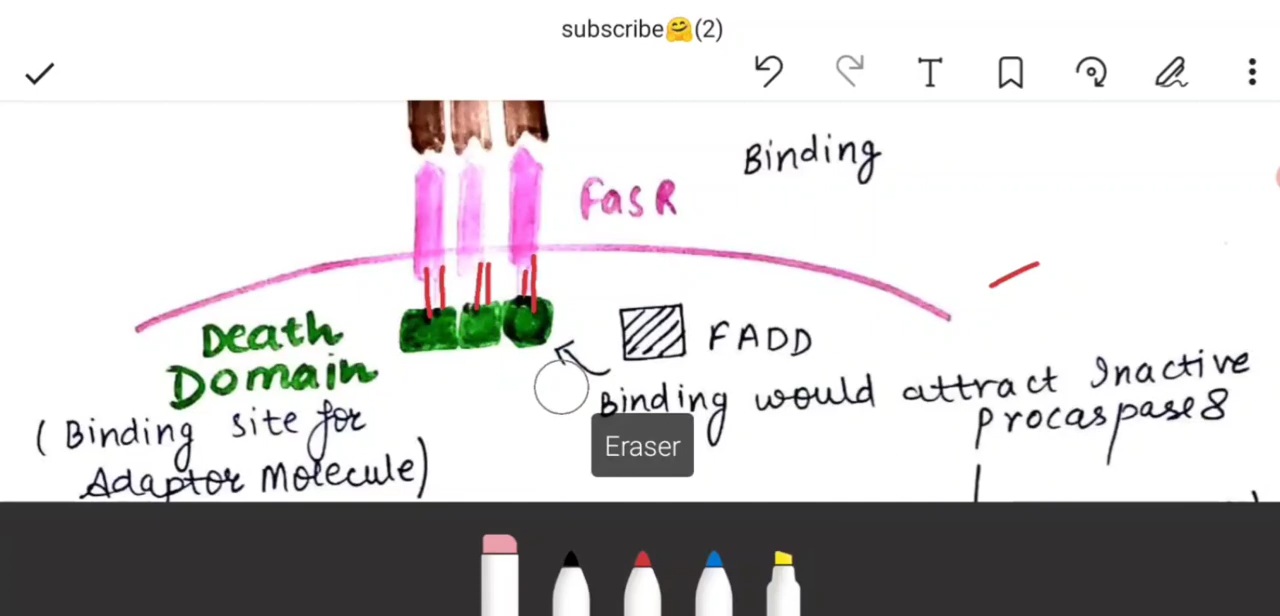 subscribe🤗(2)
T
Binding
FasR
Death
Domain
(Binding site for
Adaptor Molecule)
FADD
Binding would attract Inactive
procaspase8
Eraser